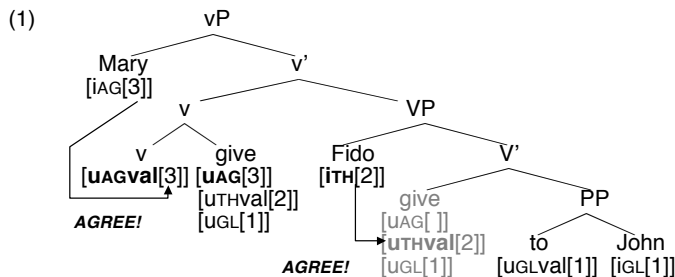 (1) vP
Mary v'
[iAG[3]]
v VP
v give Fido V'
[uAGval[3]] [uAG[3]] [iTH[2]]
[uTHval[2]] give PP
[uGL[1]] [uAG[ ]]
AGREE! [uTHval[2]] to John
AGREE! [uGL[1]] [uGLval[1]] [iGL[1]]